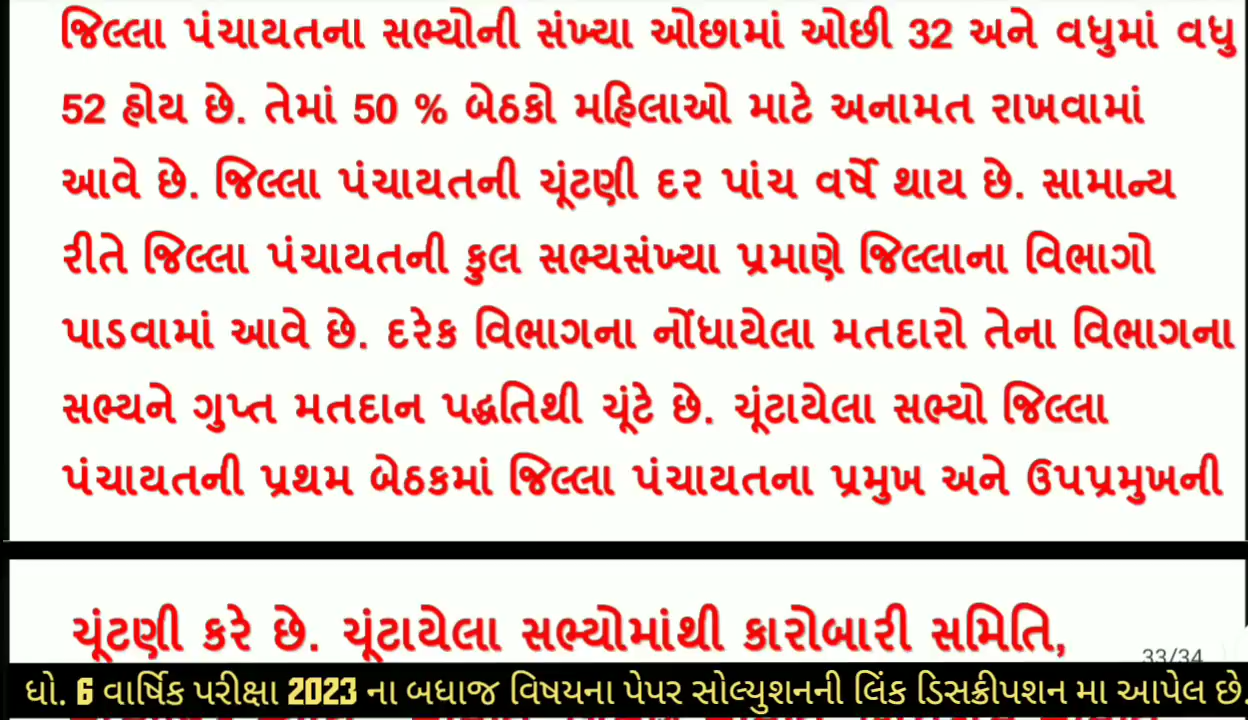 જિલ્લા પંચાયતના સભ્યોની સંખ્યા ઓછામાં ઓછી 32 અને વધુમાં વધુ
52 હોય છે. તેમાં 50 % બેઠકો મહિલાઓ માટે અનામત રાખવામાં
આવે છે. જિલ્લા પંચાયતની ચૂંટણી દર પાંચ વર્ષે થાય છે. સામાન્ય
રીતે જિલ્લા પંચાયતની કુલ સભ્યસંખ્યા પ્રમાણે જિલ્લાના વિભાગો
પાડવામાં આવે છે. દરેક વિભાગના નોંધાયેલા મતદારો તેના વિભાગના
સભ્યને ગુપ્ત મતદાન પદ્ધતિથી ચૂંટે છે. ચૂંટાયેલા સભ્યો જિલ્લા
પંચાયતની પ્રથમ બેઠકમાં જિલ્લા પંચાયતના પ્રમુખ અને ઉપપ્રમુખની
ચૂંટણી કરે છે. ચૂંટાયેલા સભ્યોમાંથી કારોબારી સમિતિ,
33/34
ધો. 6 વાર્ષિક પરીક્ષા 2023 ના બધાજ વિષયના પેપર સોલ્યુશનની લિંક ડિસક્રીપશન મા આપેલ છે